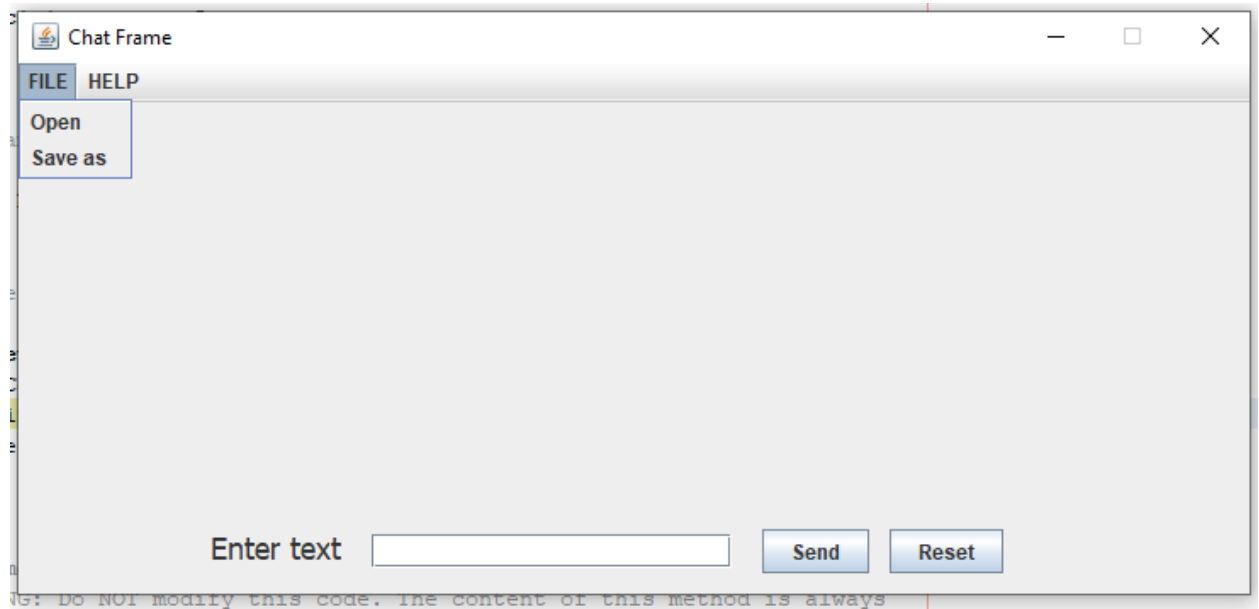 Chat Frame
FILE HELP
Open
Save as
Enter text
Send Reset
NG: Do NOT modify this code. The content of this method is always